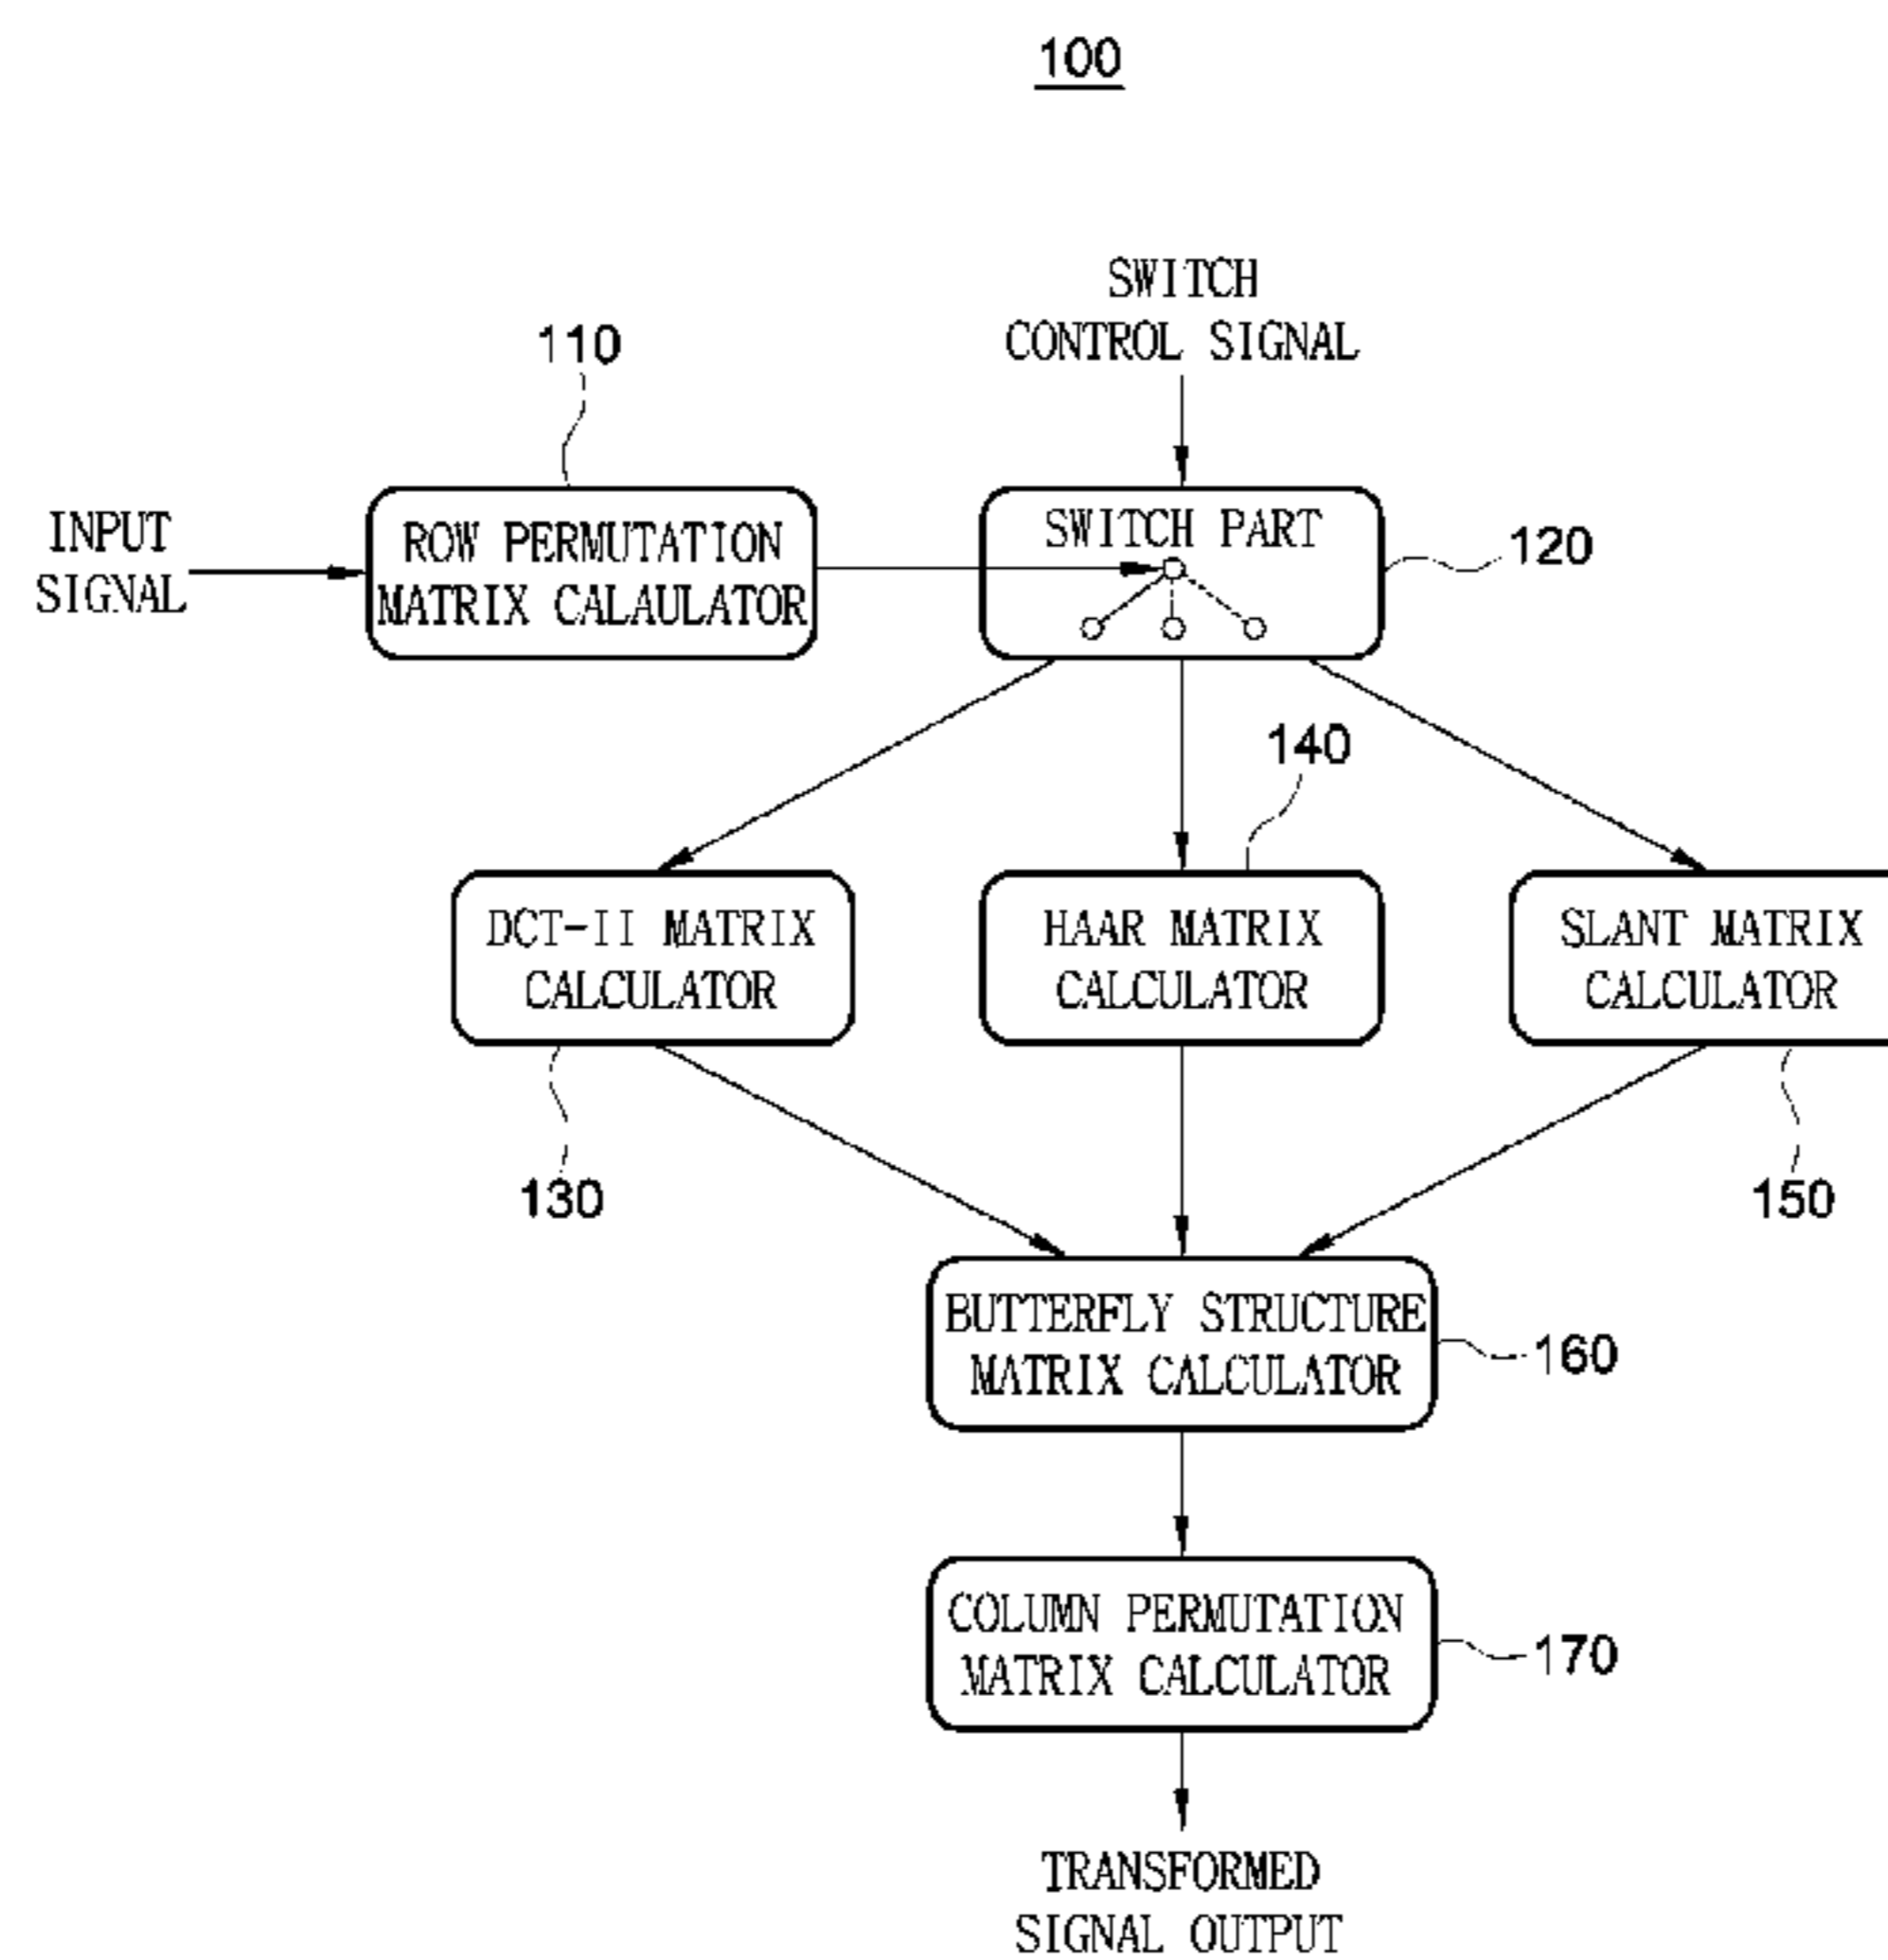 100
SWITCH
CONTROL SIGNAL
110
INPUT
SIGNAL
ROW PERMUTATION
MATRIX CALAULATOR
SWITCH PART
120
140
DCT-II MATRIX
CALCULATOR
HAAR MATRIX
CALCULATOR
SLANT MATRIX
CALCULATOR
130
150
BUTTERFLY STRUCTURE
MATRIX CALCULATOR
160
COLUMN PERMUTATION
MATRIX CALCULATOR
170
TRANSFORMED
SIGNAL OUTPUT